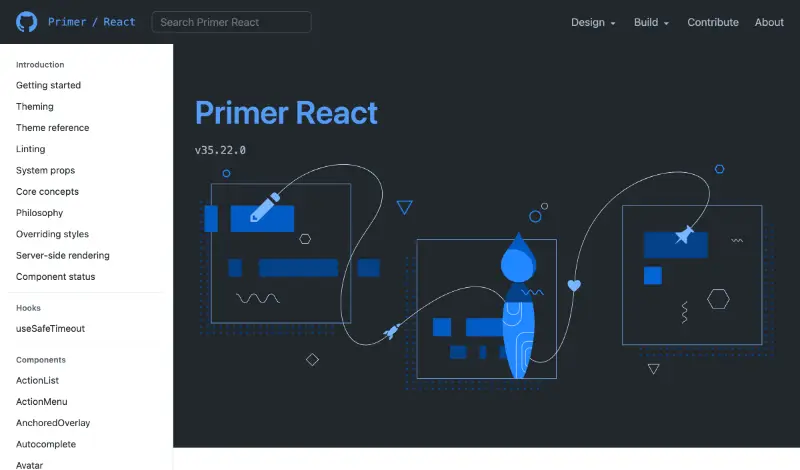 Primer / React
Search Primer React
Design
Build
Contribute
About
Introduction
Getting started
Theming
Theme reference
Linting
System props
Core concepts
Philosophy
Overriding styles
Server-side rendering
Component status
Hooks
useSafeTimeout
Components
ActionList
ActionMenu
AnchoredOverlay
Autocomplete
Avatar
Primer React
v35.22.0